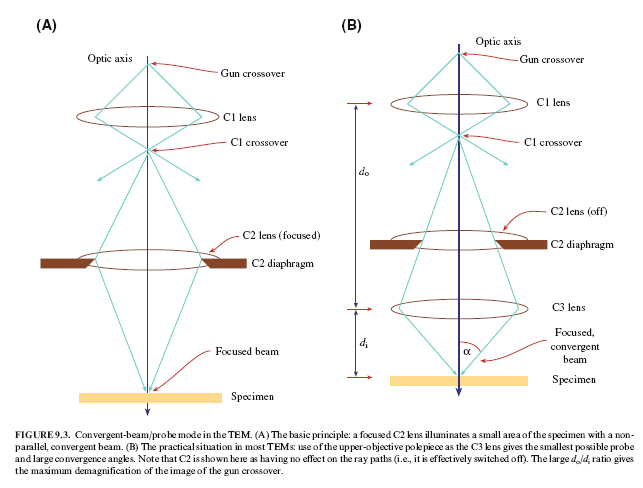 (A)
Optic axis
Gun crossover
C1 lens
C1 crossover
C2 lens (focused)
C2 diaphragm
Focused beam
Specimen
(B)
Optic axis
Gun crossover
C1 lens
C1 crossover
do
C2 lens (off)
C2 diaphragm
C3 lens
di
α
Focused,
convergent
beam
Specimen
FIGURE 9.3. Convergent-beam/probe mode in the TEM. (A) The basic principle: a focused C2 lens illuminates a small area of the specimen with a non-
parallel, convergent beam. (B) The practical situation in most TEMs: use of the upper-objective polepiece as the C3 lens gives the smallest possible probe
and large convergence angles. Note that C2 is shown here as having no effect on the ray paths (i.e., it is effectively switched off). The large do/di ratio gives
the maximum demagnification of the image of the gun crossover.